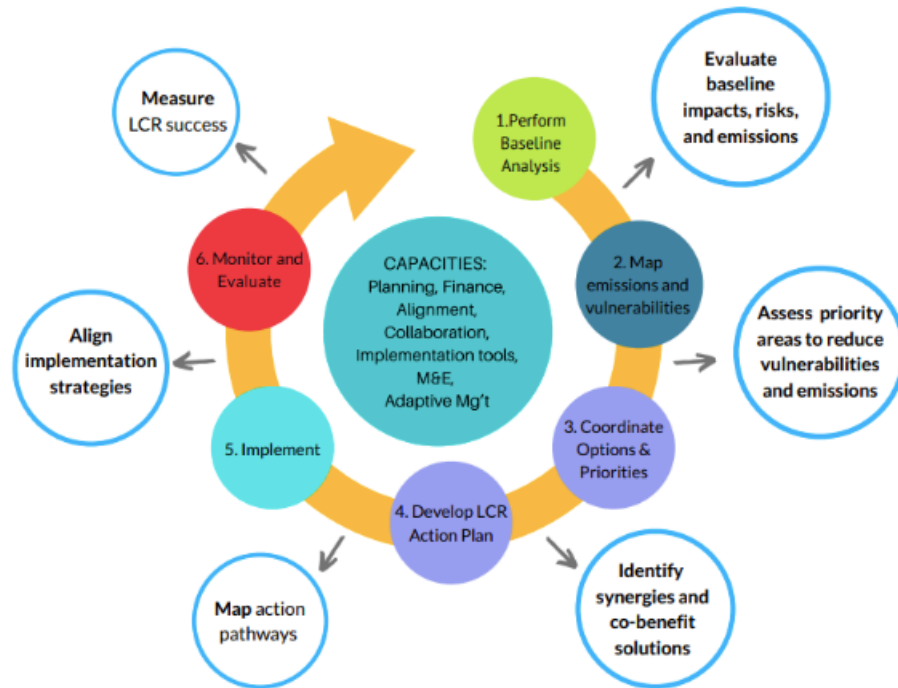 1.Perform
Baseline
Analysis
Evaluate
baseline
impacts, risks,
and emissions
2. Map
emissions and
vulnerabilities
Assess priority
areas to reduce
vulnerabilities
and emissions
3. Coordinate
Options &
Priorities
Identify
synergies and
co-benefit
solutions
4. Develop LCR
Action Plan
Map action
pathways
5. Implement
Align
implementation
strategies
6. Monitor and
Evaluate
Measure
LCR success
CAPACITIES:
Planning, Finance,
Alignment,
Collaboration,
Implementation tools,
M&E,
Adaptive Mg't